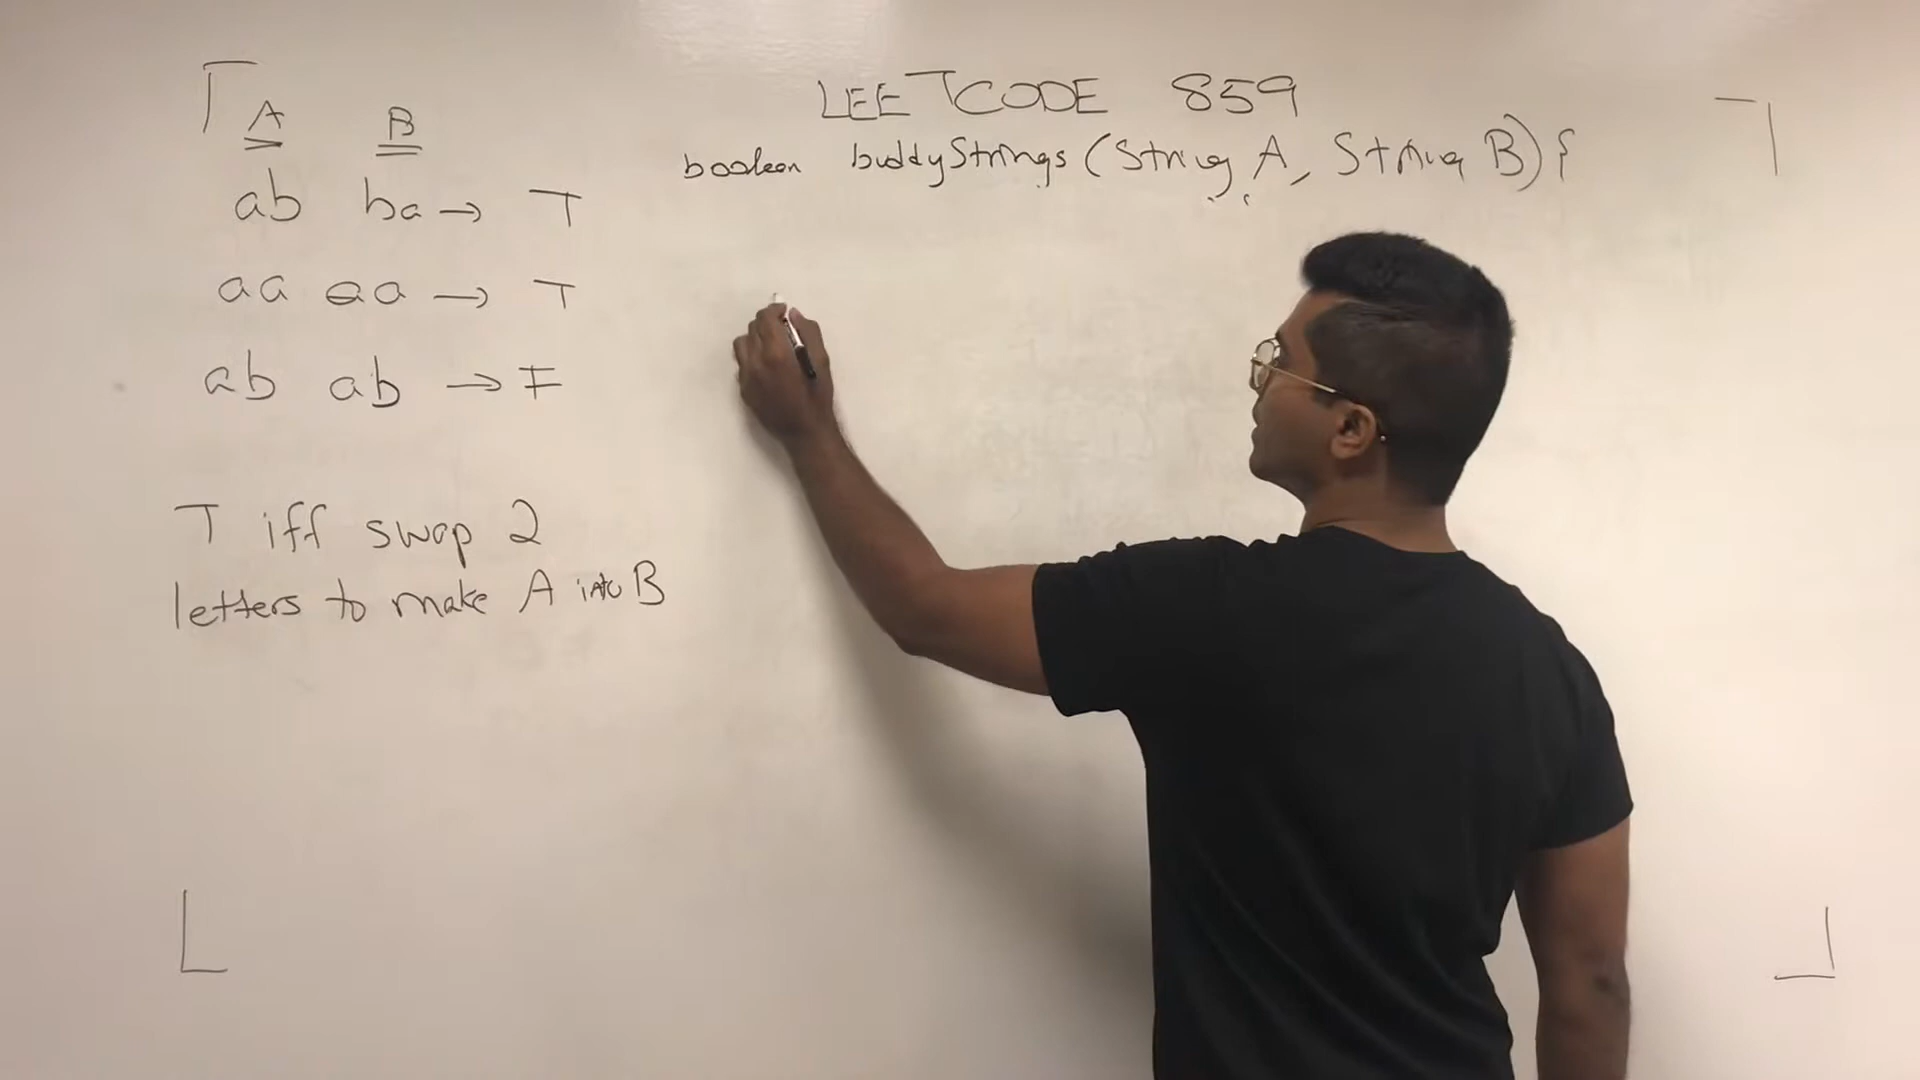 LEETCODE 859
boolean buddyStrings (String A, String B) {
A B
ab ba → T
aa aa → T
ab ab → F
T iff swap 2
letters to make A into B